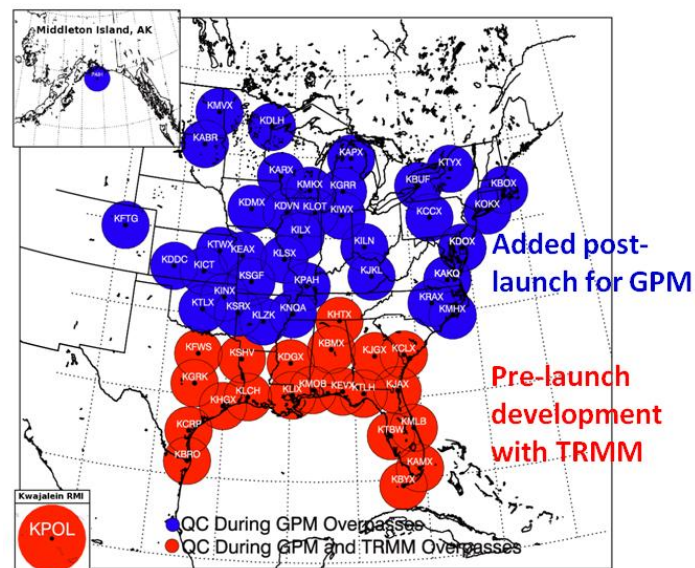 Middleton Island, AK
PAIH
KMVX
KDLH
KABR
KAPX
KTYX
KARX
KMKX
KGRR
KBUF
KBOX
KDMX
KDVN
KLOT
KIWX
KCCX
KOKX
KFTG
KILX
KTWX
KEAX
KLSX
KILN
KDOX
Added post-
launch for GPM
KDDC
KICT
KSGF
KPAH
KJKL
KAKQ
KINX
KRAX
KTLX
KSRX
KLZK
KNQA
KMHX
KHTX
KFWS
KSHV
KDGX
KBMX
KJGX
KCLX
Pre-launch
development
with TRMM
KGRK
KHGX
KLCH
KLIX
KMOB
KEVX
KTLH
KJAX
KCRP
KTBW
KMLB
KBRO
KAMX
KBYX
Kwajalein RMI
KPOL
QC During GPM Overpasses
QC During GPM and TRMM Overpasses